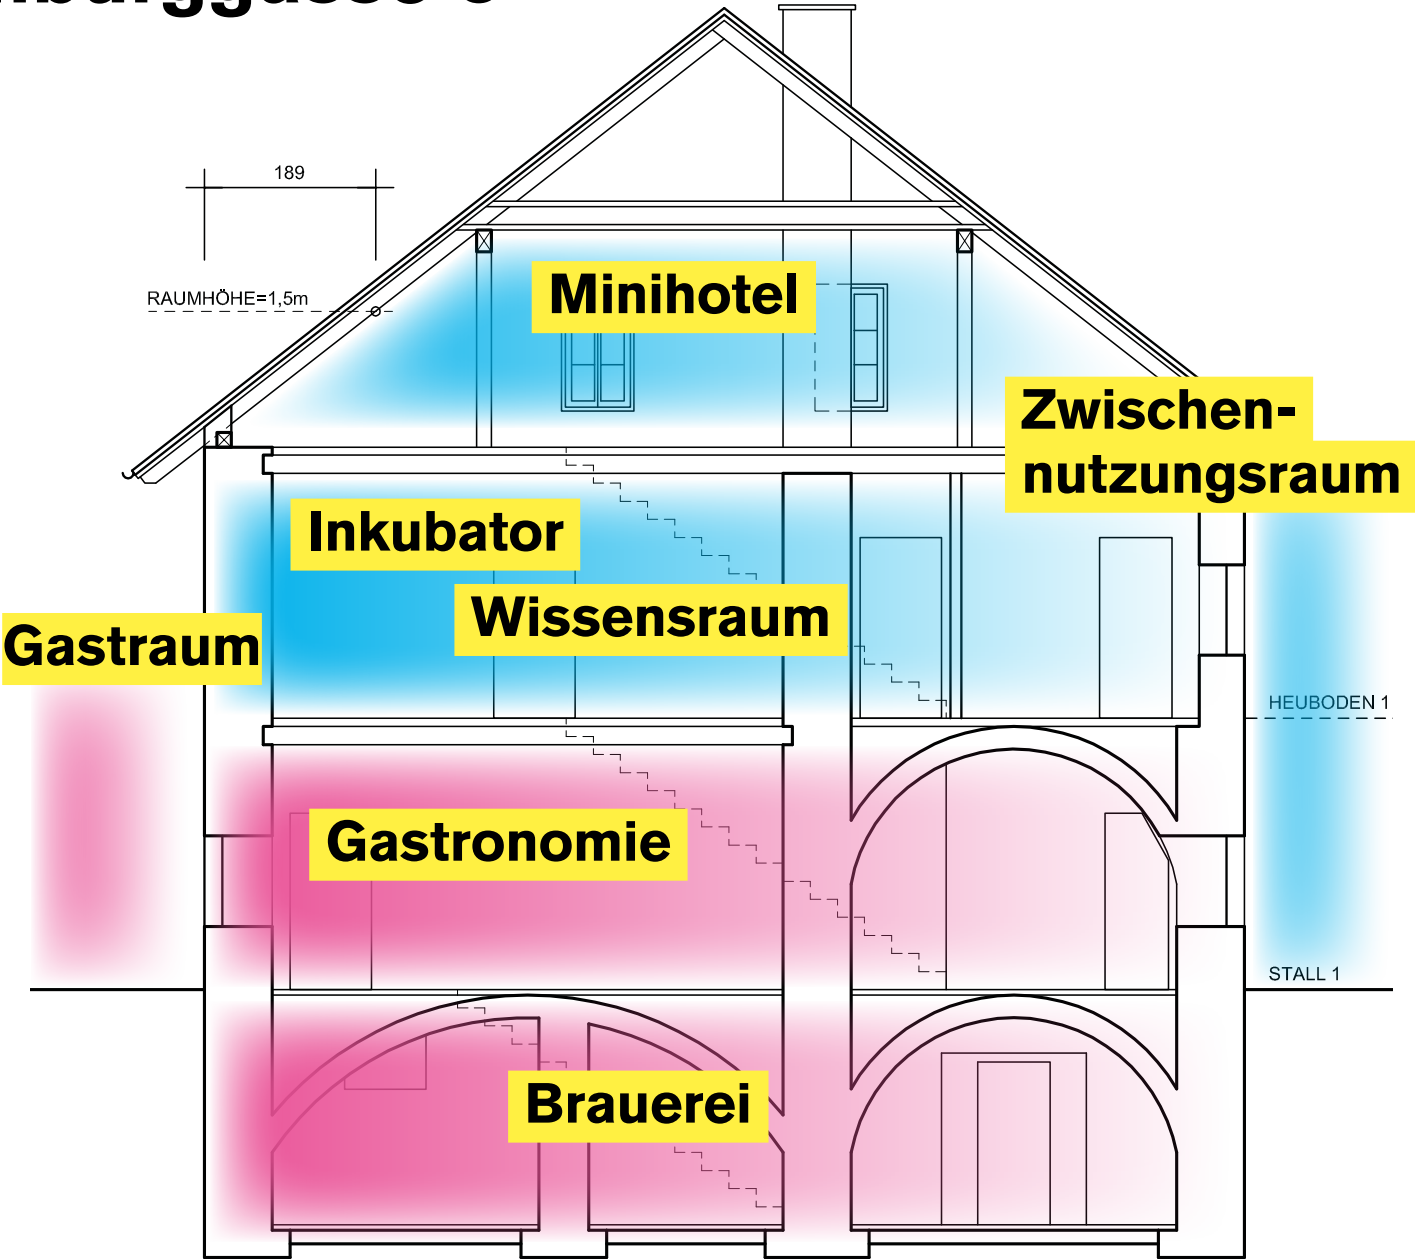 189
RAUMHÖHE=1,5m
Minihotel
Zwischen-
nutzungsraum
Inkubator
Wissensraum
Gastraum
HEUBODEN 1
Gastronomie
STALL 1
Brauerei